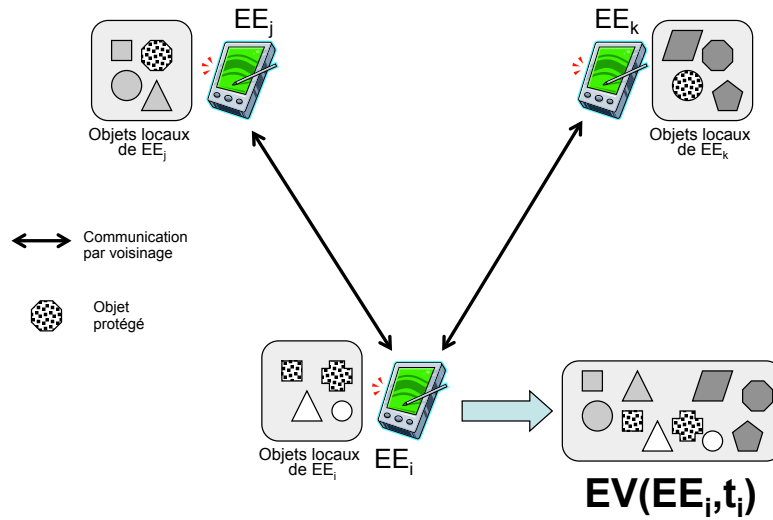 EEj
EEk
Objets locaux
de EEj
Objets locaux
de EEk
Communication
par voisinage
Objet
protégé
Objets locaux
de EEi
EEi
EV(EEi,ti)